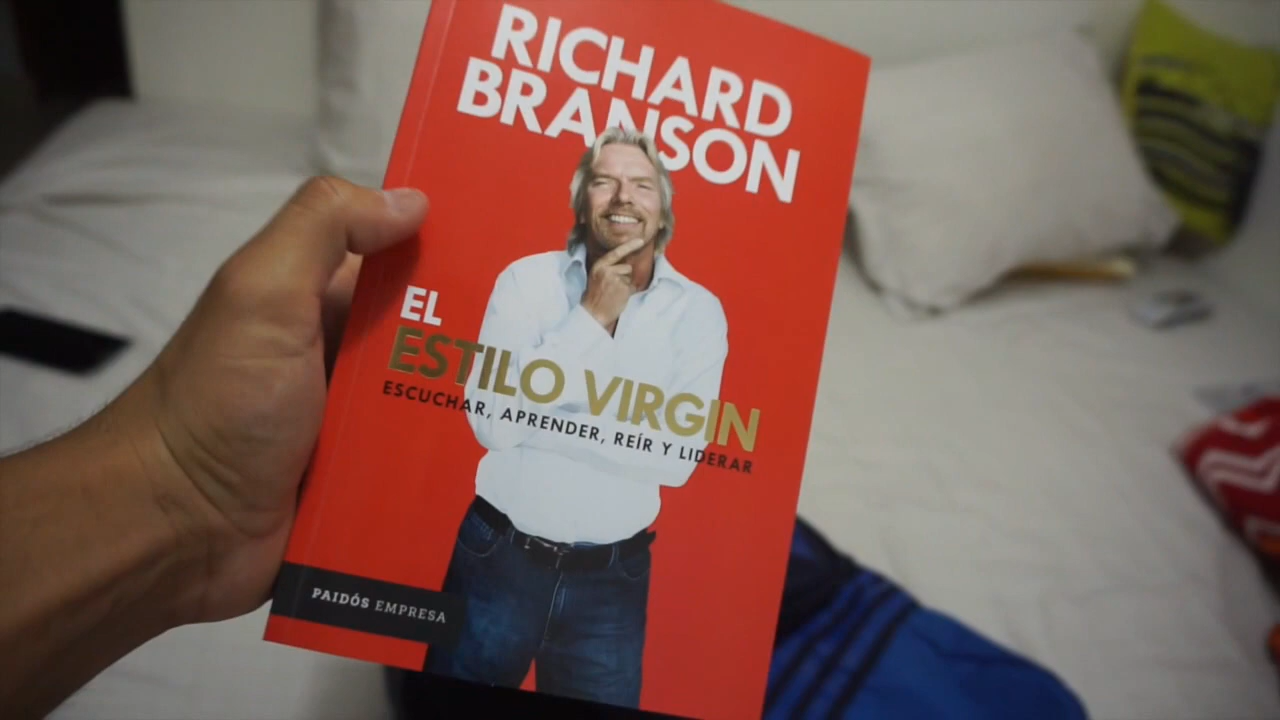 RICHARD
BRANSON
EL
ESTILO VIRGIN
ESCUCHAR, APRENDER, REÍR Y LIDERAR
PAIDÓS EMPRESA